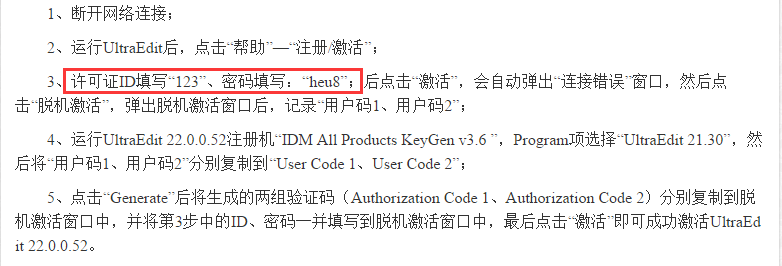 1、断开网络连接；
2、运行UltraEdit后，点击“帮助”—“注册/激活”；
3、许可证ID填写“123”、密码填写：“heu8”；后点击“激活”，会自动弹出“连接错误”窗口，然后点
击“脱机激活”，弹出脱机激活窗口后，记录“用户码1、用户码2”；
4、运行UltraEdit 22.0.0.52注册机“IDM All Products KeyGen v3.6 ”，Program项选择“UltraEdit 21.30”，然
后将“用户码1、用户码2”分别复制到“User Code 1、User Code 2”；
5、点击“Generate”后将生成的两组验证码（Authorization Code 1、Authorization Code 2）分别复制到脱
机激活窗口中，并将第3步中的ID、密码一并填写到脱机激活窗口中，最后点击“激活”即可成功激活UltraEd
it 22.0.0.52。